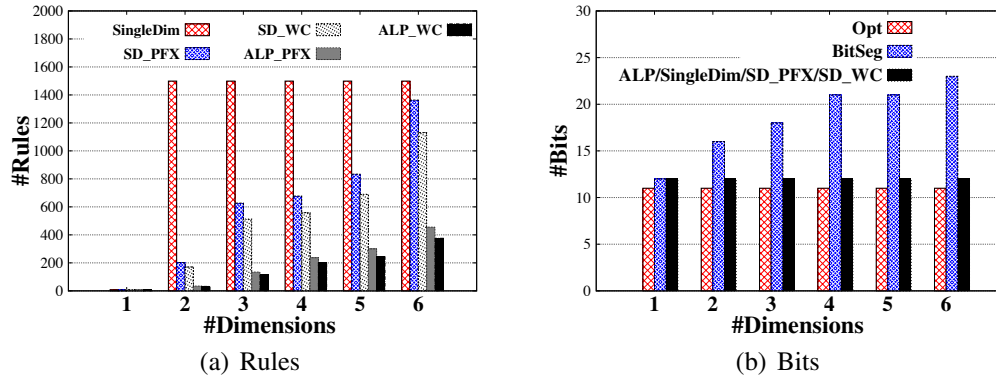 SingleDim SD_WC ALP_WC
SD_PFX ALP_PFX
#Rules
2000
1800
1600
1400
1200
1000
800
600
400
200
0
1 2 3 4 5 6
#Dimensions
(a) Rules
Opt
BitSeg
ALP/SingleDim/SD_PFX/SD_WC
#Bits
30
25
20
15
10
5
0
1 2 3 4 5 6
#Dimensions
(b) Bits